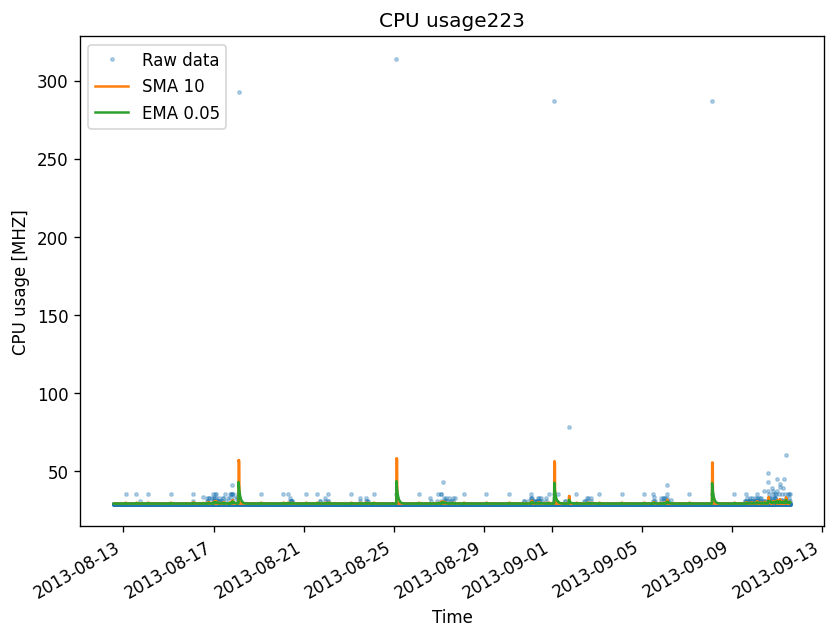 CPU usage223
Raw data
SMA 10
EMA 0.05
300
250
200
150
100
50
CPU usage [MHZ]
2013-08-13
2013-08-17
2013-08-21
2013-08-25
2013-08-29
2013-09-01
2013-09-05
2013-09-09
2013-09-13
Time